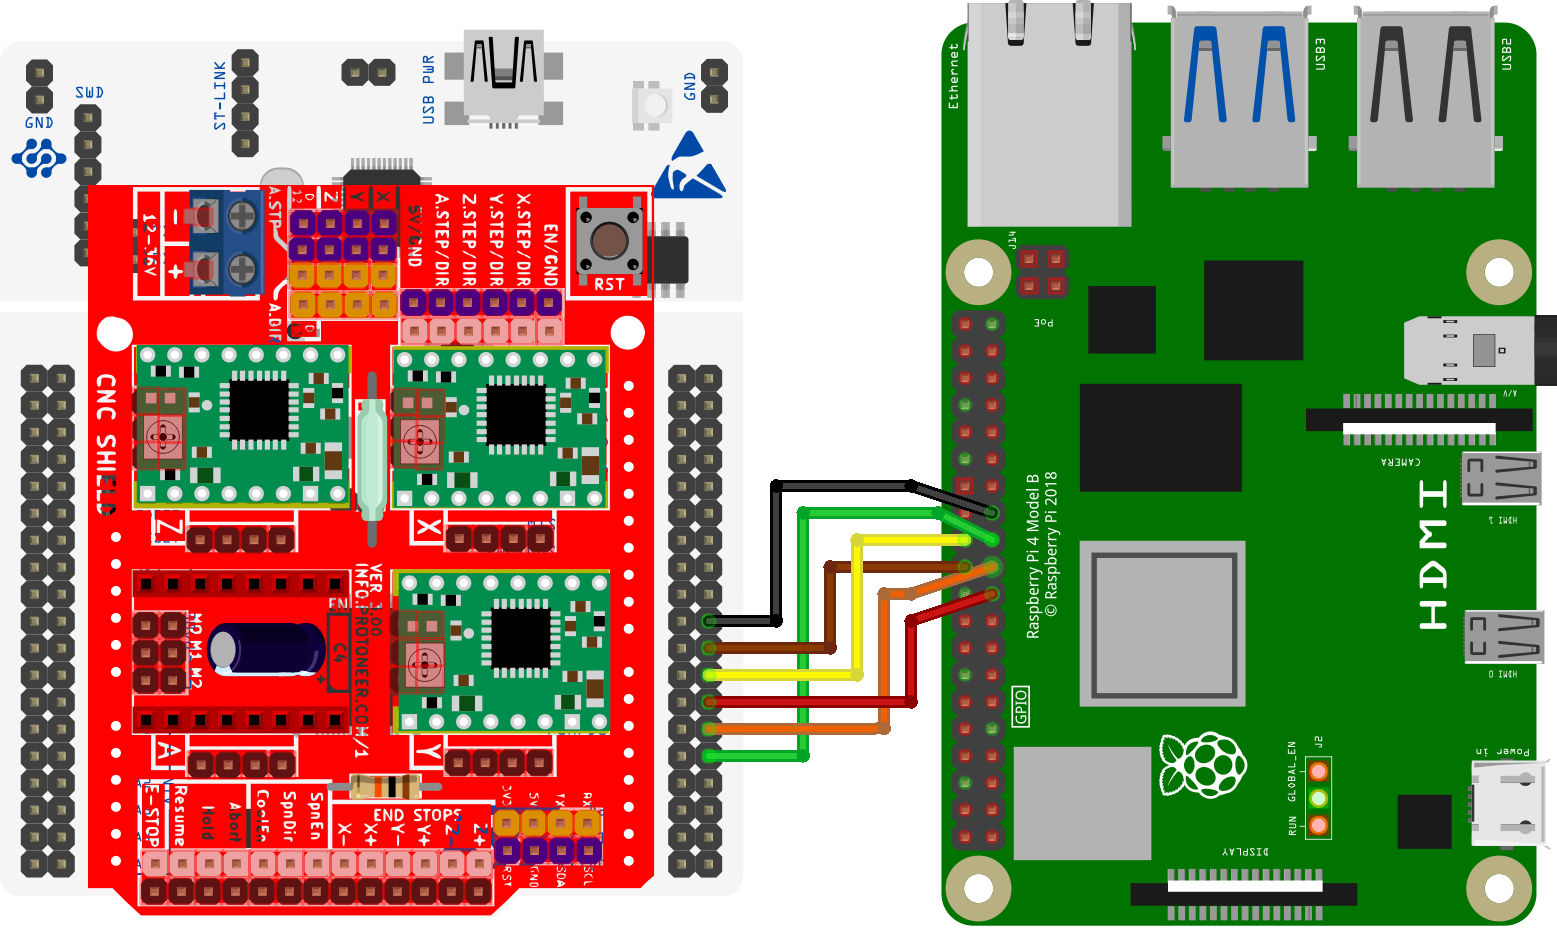 SWD
GND
ST-LINK
USB PWR
GND
A.STP
12
D
Z
Y
X
5V/GND
A.STEP/DIR
Z.STEP/DIR
Y.STEP/DIR
X.STEP/DIR
EN/GND
RST
-
+
A.DIR
CNC SHIELD
Z
X
VER 3.00
INFO.PROTONEER.COM/1
EN
M0 M1 M2
C4
+
A
Y
E-STOP
Resume
Hold
Abort
CoolEn
SpnDir
SpnEn
END STOPS
X-
X+
Y-
Y+
Z-
Z+
3V3
5V
TX
RX
RST
GND
SDA
SCL
Ethernet
USB3
USB2
J14
PoE
A/V
CAMERA
HDMI 1
HDMI
HDMI 0
Raspberry Pi 4 Model B
© Raspberry Pi 2018
GPIO
J2
GLOBAL_EN
RUN
Power in
DISPLAY